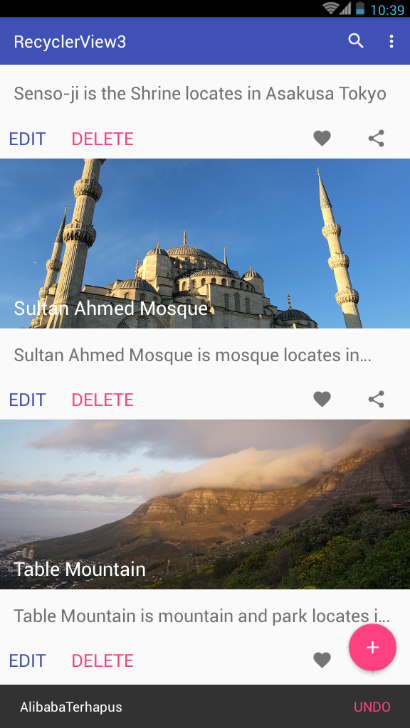 10:39
RecyclerView3
Senso-ji is the Shrine locates in Asakusa Tokyo
EDIT DELETE
Sultan Ahmed Mosque
Sultan Ahmed Mosque is mosque locates in...
EDIT DELETE
Table Mountain
Table Mountain is mountain and park locates i...
EDIT DELETE
AlibabaTerhapus UNDO